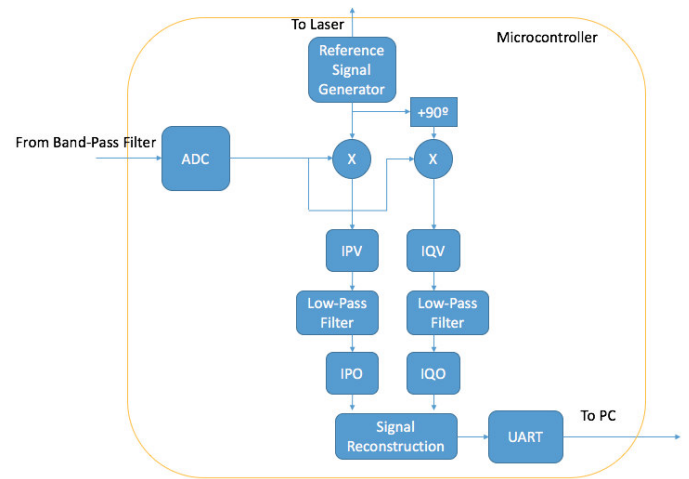 To Laser
Microcontroller
Reference
Signal
Generator
+90º
From Band-Pass Filter
ADC
X
X
IPV
IQV
Low-Pass
Filter
Low-Pass
Filter
IPO
IQO
Signal
Reconstruction
UART
To PC